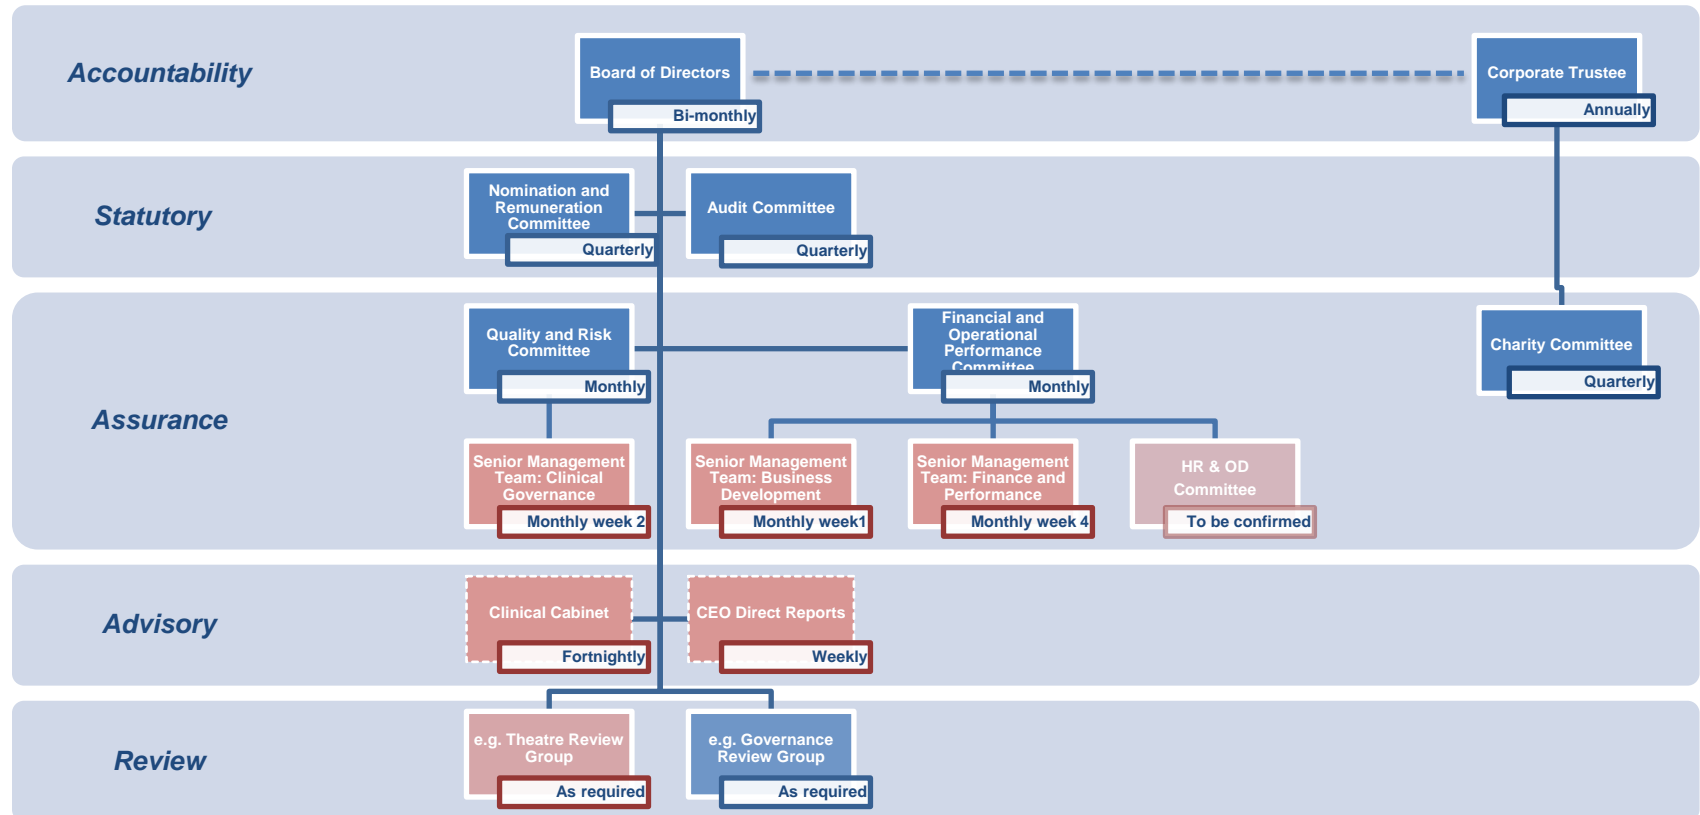 Accountability
Board of Directors
Bi-monthly
Corporate Trustee
Annually
Statutory
Nomination and
Remuneration
Committee
Quarterly
Audit Committee
Quarterly
Assurance
Quality and Risk
Committee
Monthly
Financial and
Operational
Performance
Committee
Monthly
Charity Committee
Quarterly
Senior Management
Team: Clinical
Governance
Monthly week 2
Senior Management
Team: Business
Development
Monthly week1
Senior Management
Team: Finance and
Performance
Monthly week 4
HR & OD
Committee
To be confirmed
Advisory
Clinical Cabinet
Fortnightly
CEO Direct Reports
Weekly
Review
e.g. Theatre Review
Group
As required
e.g. Governance
Review Group
As required